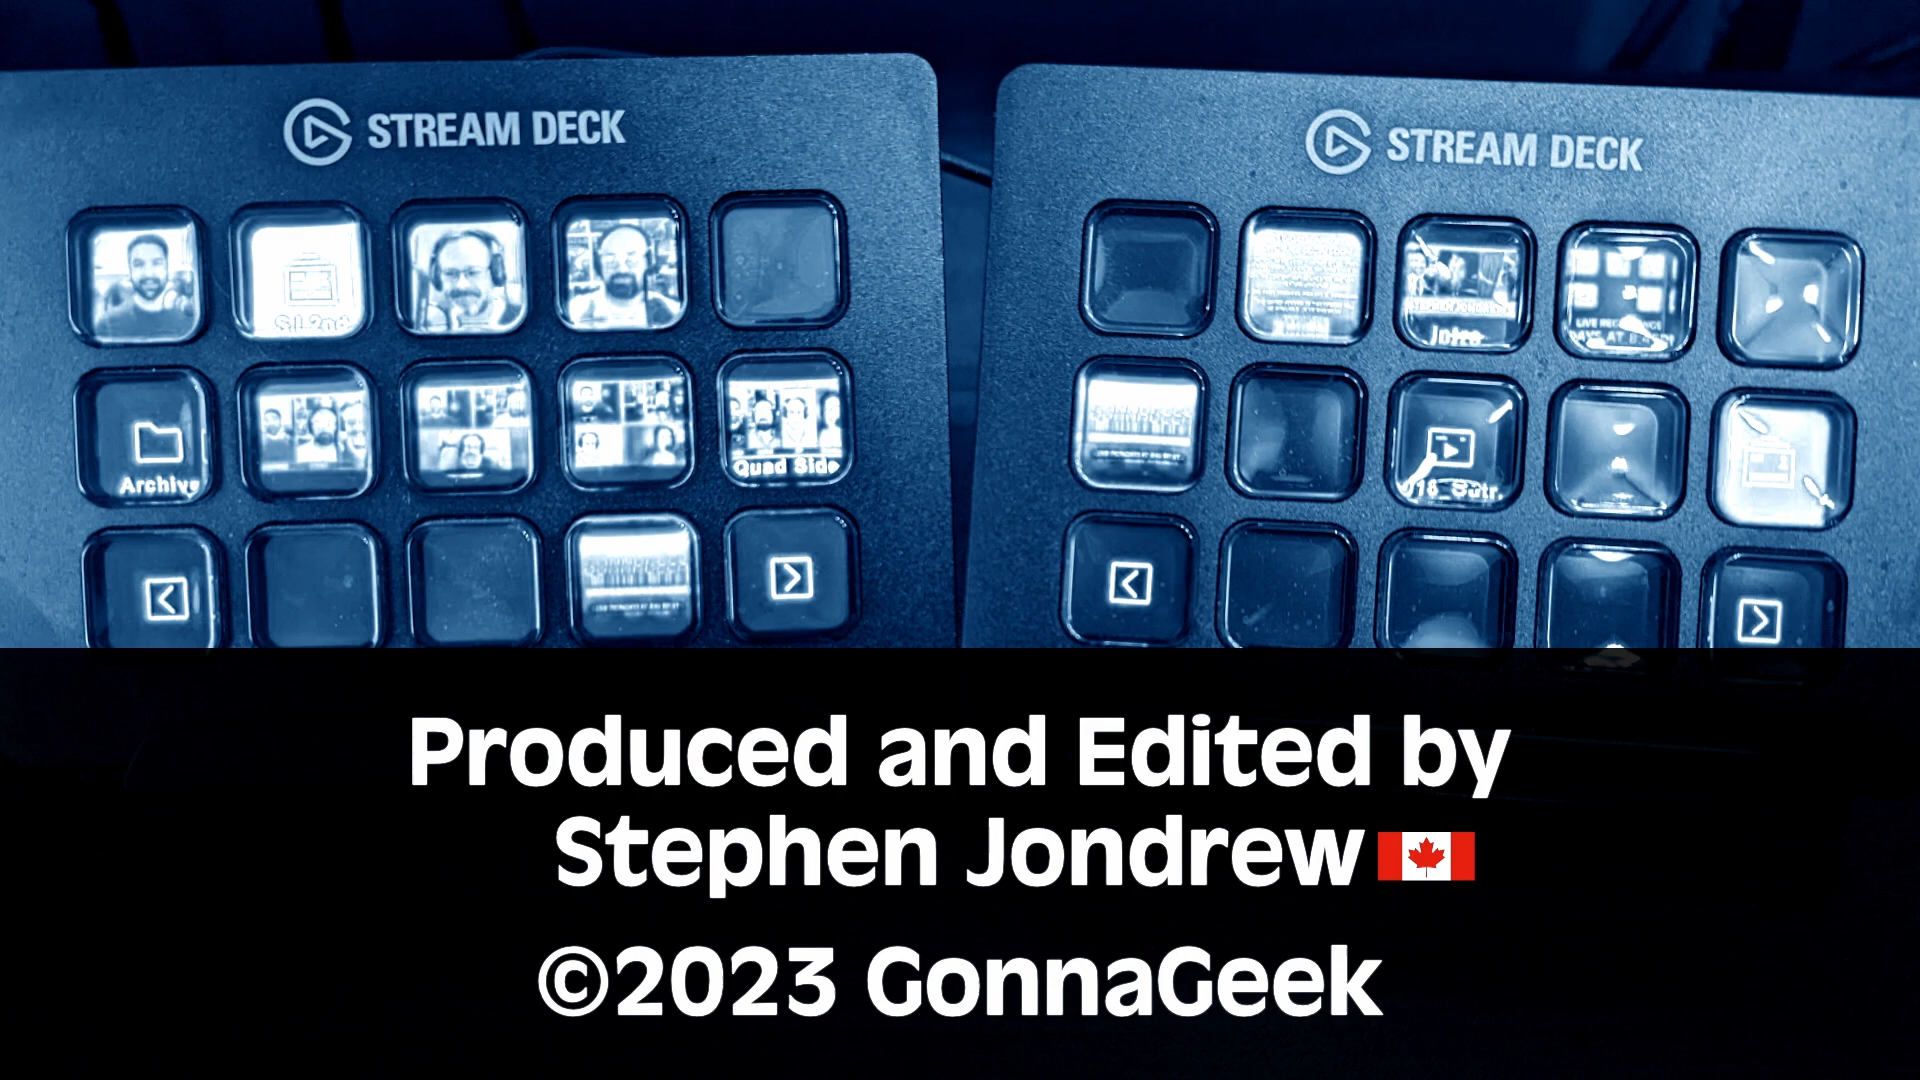 STREAM DECK
STREAM DECK
Intro
Archive
Quad Side
Produced and Edited by
Stephen Jondrew
©2023 GonnaGeek